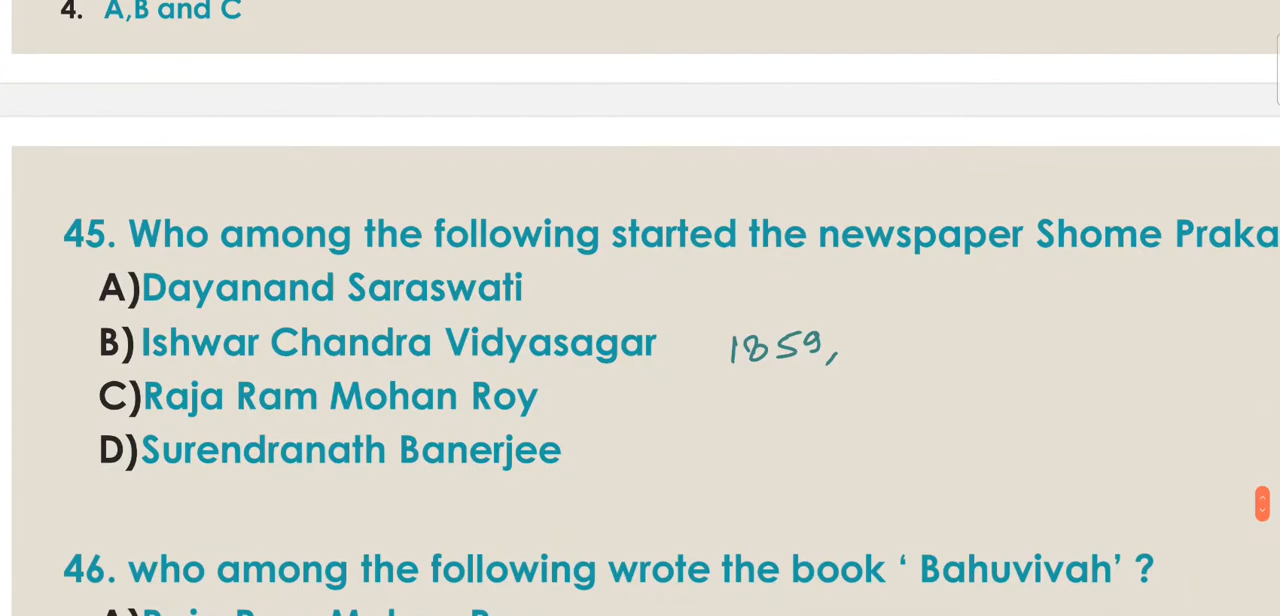 4. A,B and C
45. Who among the following started the newspaper Shome Praka
A)Dayanand Saraswati
B)Ishwar Chandra Vidyasagar 1859,
C)Raja Ram Mohan Roy
D)Surendranath Banerjee
46. who among the following wrote the book ‘ Bahuvivah’ ?